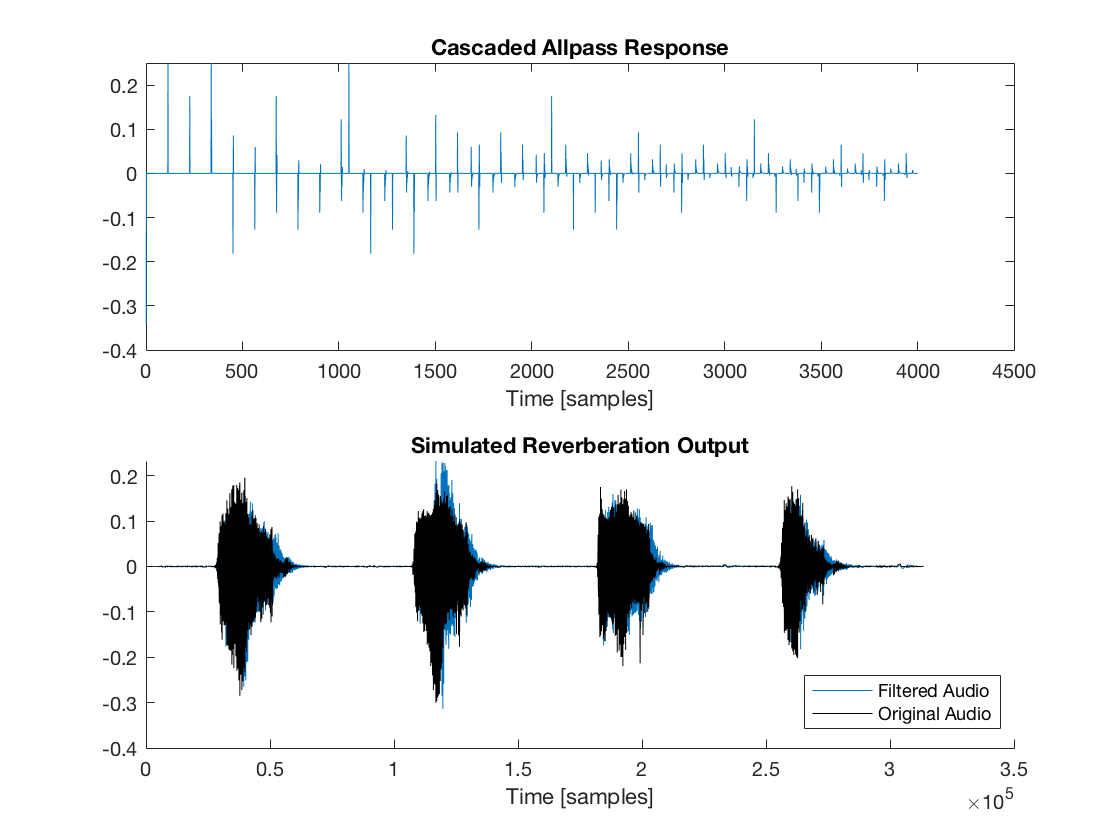 Cascaded Allpass Response
0.2
0.1
0
-0.1
-0.2
-0.3
-0.4
0 500 1000 1500 2000 2500 3000 3500 4000 4500
Time [samples]
Simulated Reverberation Output
0.2
0.1
0
-0.1
-0.2
-0.3
-0.4
Filtered Audio
Original Audio
0 0.5 1 1.5 2 2.5 3 3.5
Time [samples]
×10^5